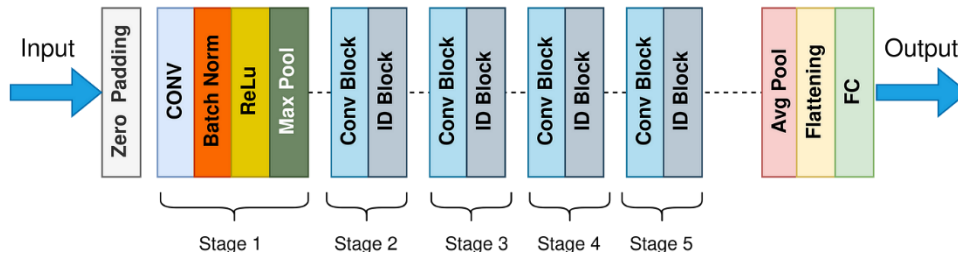 Input
Zero Padding
CONV
Batch Norm
ReLu
Max Pool
Conv Block
ID Block
Conv Block
ID Block
Conv Block
ID Block
Conv Block
ID Block
Avg Pool
Flattening
FC
Output
Stage 1
Stage 2
Stage 3
Stage 4
Stage 5